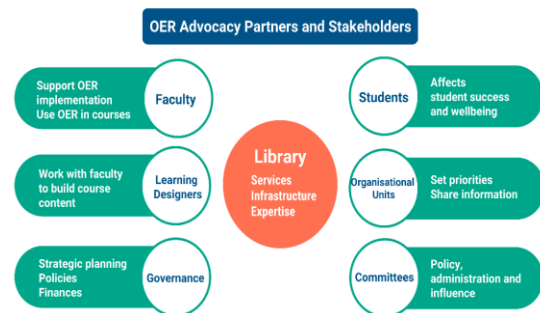 OER Advocacy Partners and Stakeholders
Support OER
implementation
Use OER in courses
Faculty
Work with faculty
to build course
content
Learning
Designers
Strategic planning
Policies
Finances
Governance
Library
Services
Infrastructure
Expertise
Students
Affects
student success
and wellbeing
Organisational
Units
Set priorities
Share information
Committees
Policy,
administration and
influence